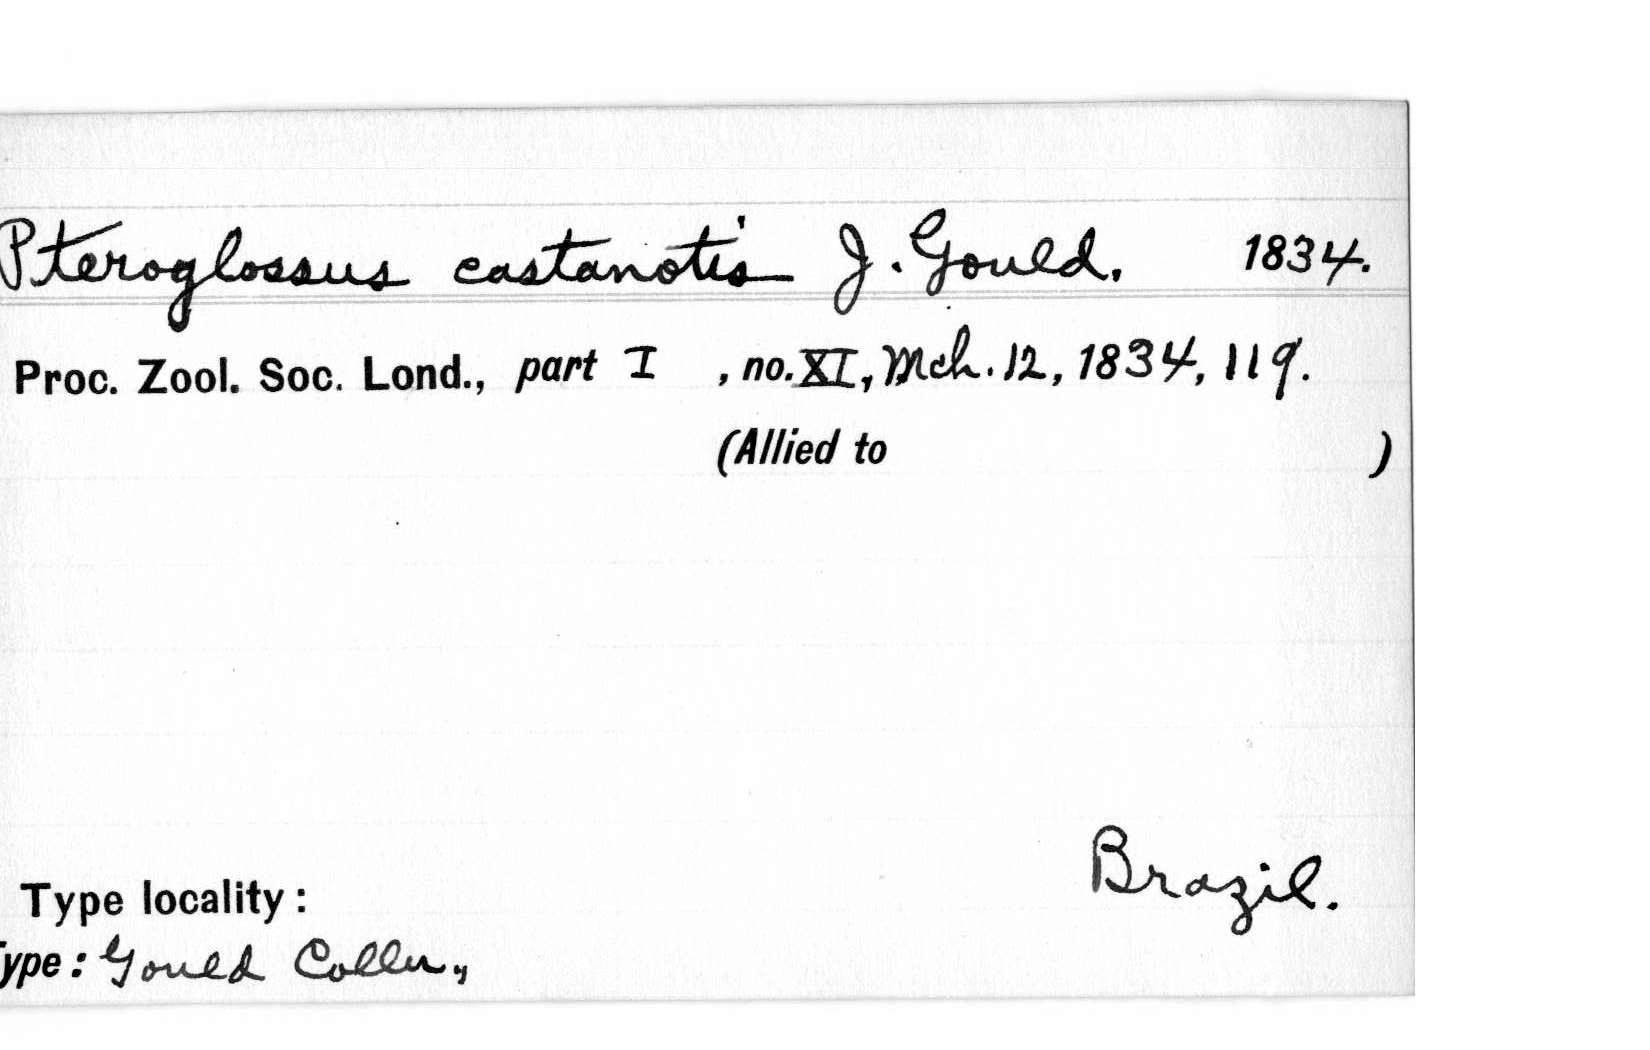 Pteroglossus castanotis J. Gould. 1834.
Proc. Zool. Soc. Lond., part I , no. XI, Mch. 12, 1834, 119.
(Allied to )
Brazil.
Type locality:
Type: Gould Colln.,